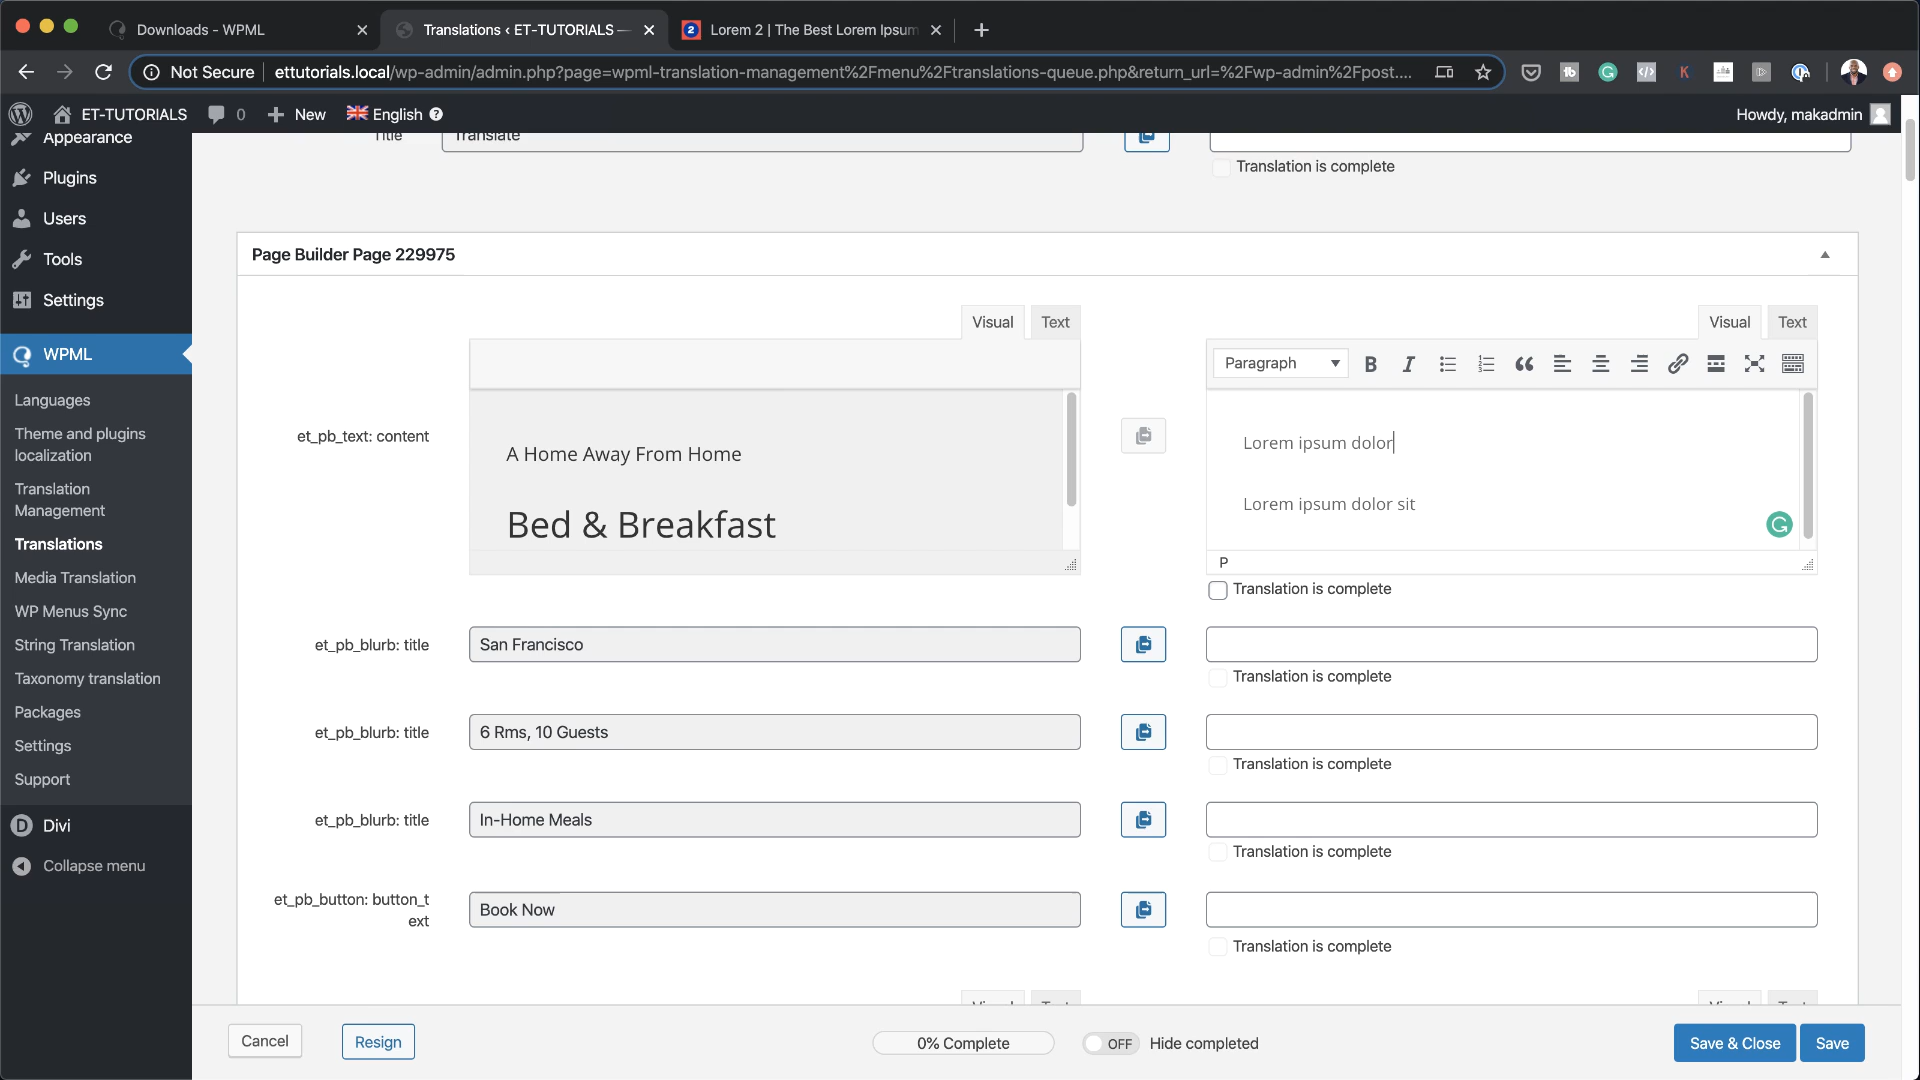 Downloads - WPML
Translations ‹ ET-TUTORIALS —
2 Lorem 2 | The Best Lorem Ipsum
Not Secure
ettutorials.local/wp-admin/admin.php?page=wpml-translation-management%2Fmenu%2Ftranslations-queue.php&return_url=%2Fwp-admin%2Fpost....
ET-TUTORIALS
0
New
English
Howdy, makadmin
Appearance
Plugins
Users
Tools
Settings
WPML
Languages
Theme and plugins
localization
Translation
Management
Translations
Media Translation
WP Menus Sync
String Translation
Taxonomy translation
Packages
Settings
Support
Divi
Collapse menu
Title
Translate
Translation is complete
Page Builder Page 229975
Visual
Text
Visual
Text
Paragraph
et_pb_text: content
A Home Away From Home
Bed & Breakfast
Lorem ipsum dolor
Lorem ipsum dolor sit
P
Translation is complete
et_pb_blurb: title
San Francisco
Translation is complete
et_pb_blurb: title
6 Rms, 10 Guests
Translation is complete
et_pb_blurb: title
In-Home Meals
Translation is complete
et_pb_button: button_t
ext
Book Now
Translation is complete
Visual
Text
Visual
Text
Cancel
Resign
0% Complete
OFF
Hide completed
Save & Close
Save